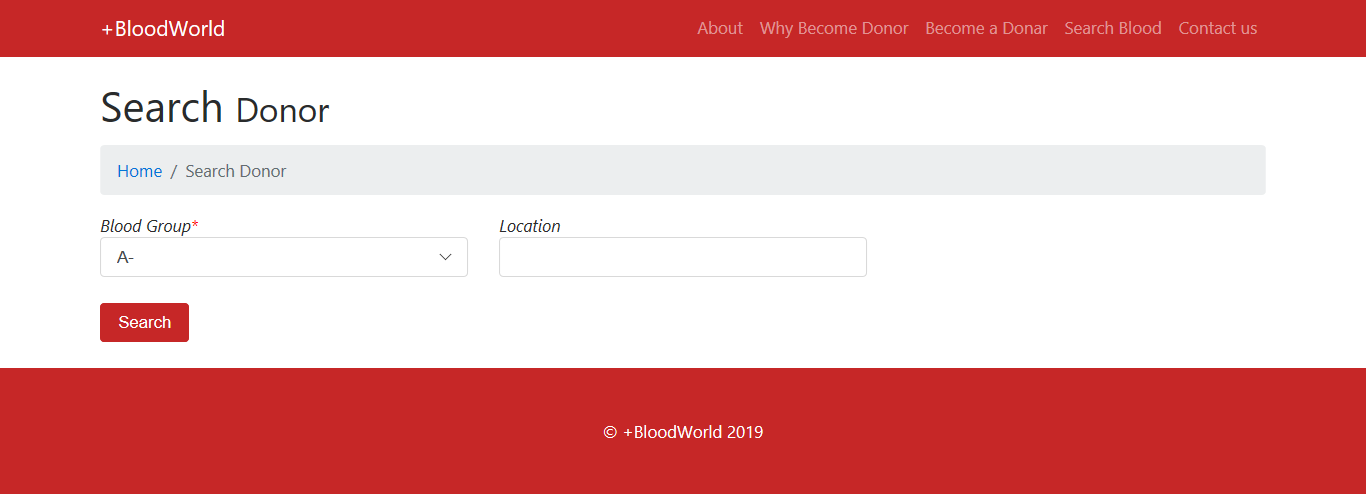 +BloodWorld About Why Become Donor Become a Donar Search Blood Contact us
Search Donor
Home / Search Donor
Blood Group* Location
A-
Search
© +BloodWorld 2019